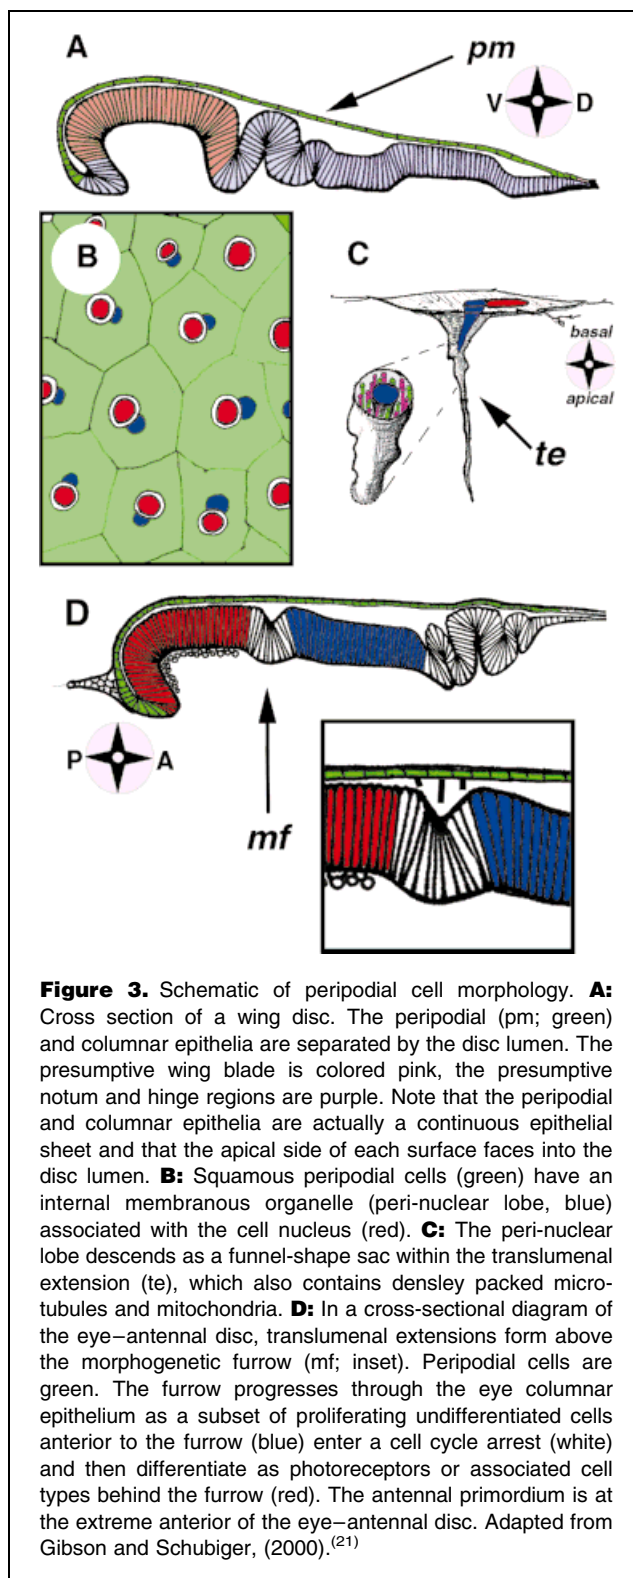 A
pm
V D
B
C
basal
apical
te
D
P A
mf
Figure 3. Schematic of peripodial cell morphology. A:
Cross section of a wing disc. The peripodial (pm; green)
and columnar epithelia are separated by the disc lumen. The
presumptive wing blade is colored pink, the presumptive
notum and hinge regions are purple. Note that the peripodial
and columnar epithelia are actually a continuous epithelial
sheet and that the apical side of each surface faces into the
disc lumen. B: Squamous peripodial cells (green) have an
internal membranous organelle (peri-nuclear lobe, blue)
associated with the cell nucleus (red). C: The peri-nuclear
lobe descends as a funnel-shape sac within the translumenal
extension (te), which also contains densley packed micro-
tubules and mitochondria. D: In a cross-sectional diagram of
the eye–antennal disc, translumenal extensions form above
the morphogenetic furrow (mf; inset). Peripodial cells are
green. The furrow progresses through the eye columnar
epithelium as a subset of proliferating undifferentiated cells
anterior to the furrow (blue) enter a cell cycle arrest (white)
and then differentiate as photoreceptors or associated cell
types behind the furrow (red). The antennal primordium is at
the extreme anterior of the eye–antennal disc. Adapted from
Gibson and Schubiger, (2000).(21)